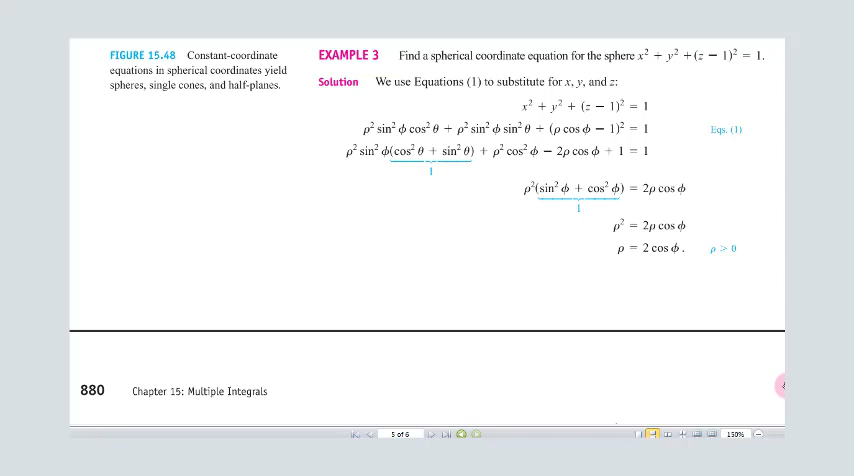 FIGURE 15.48 Constant-coordinate
equations in spherical coordinates yield
spheres, single cones, and half-planes.
EXAMPLE 3 Find a spherical coordinate equation for the sphere x² + y² + (z − 1)² = 1.
Solution We use Equations (1) to substitute for x, y, and z:
x² + y² + (z − 1)² = 1
ρ² sin² ϕ cos² θ + ρ² sin² ϕ sin² θ + (ρ cos ϕ − 1)² = 1 Eqs. (1)
ρ² sin² ϕ(cos² θ + sin² θ) + ρ² cos² ϕ − 2ρ cos ϕ + 1 = 1
1
ρ²(sin² ϕ + cos² ϕ) = 2ρ cos ϕ
1
ρ² = 2ρ cos ϕ
ρ = 2 cos ϕ . ρ > 0
880 Chapter 15: Multiple Integrals
5 of 6 150%